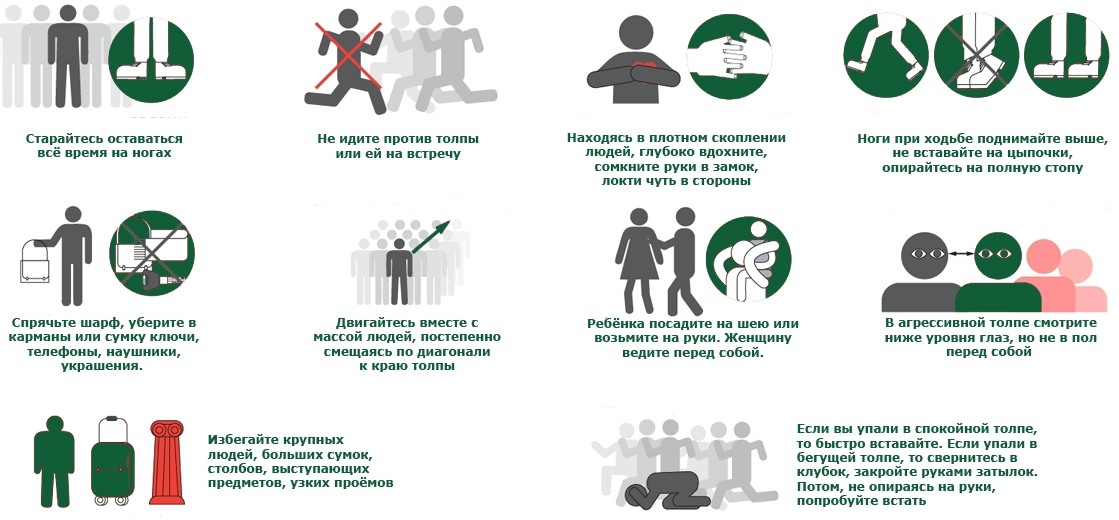 Старайтесь оставаться
всё время на ногах
Не идите против толпы
или ей на встречу
Находясь в плотном скоплении
людей, глубоко вдохните,
сомкните руки в замок,
локти чуть в стороны
Ноги при ходьбе поднимайте выше,
не вставайте на цыпочки,
опирайтесь на полную стопу
Спрячьте шарф, уберите в
карманы или сумку ключи,
телефоны, наушники,
украшения.
Двигайтесь вместе с
массой людей, постепенно
смещаясь по диагонали
к краю толпы
Ребёнка посадите на шею или
возьмите на руки. Женщину
ведите перед собой.
В агрессивной толпе смотрите
ниже уровня глаз, но не в пол
перед собой
Избегайте крупных
людей, больших сумок,
столбов, выступающих
предметов, узких проёмов
Если вы упали в спокойной толпе,
то быстро вставайте. Если упали в
бегущей толпе, то свернитесь в
клубок, закройте руками затылок.
Потом, не опираясь на руки,
попробуйте встать